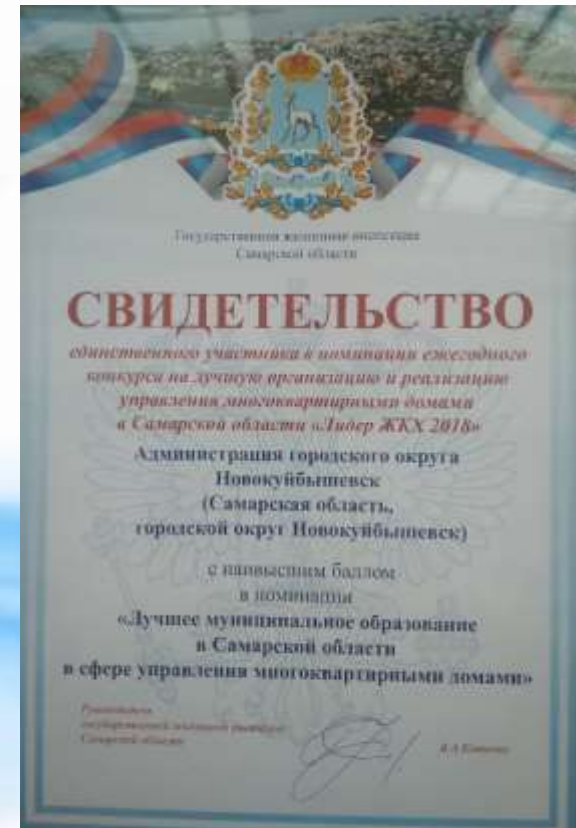 Государственная жилищная инспекция
Самарской области
СВИДЕТЕЛЬСТВО
единственного участника в номинации ежегодного
конкурса на лучшую организацию и реализацию
управления многоквартирными домами
в Самарской области «Лидер ЖКХ 2018»
Администрация городского округа
Новокуйбышевск
(Самарская область,
городской округ Новокуйбышевск)
с наивысшим баллом
в номинации
«Лучшее муниципальное образование
в Самарской области
в сфере управления многоквартирными домами»
Руководитель
государственной жилищной инспекции
Самарской области